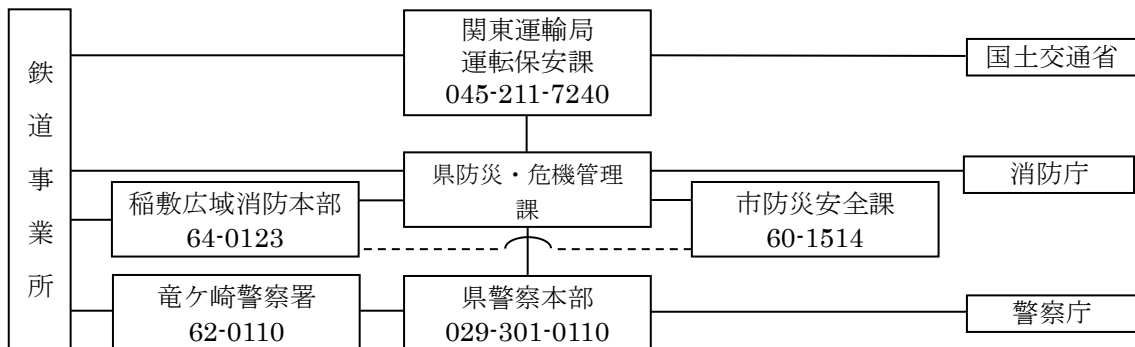 鉄道事業所
関東運輸局
運転保安課
045-211-7240
国土交通省
県防災・危機管理
課
消防庁
稲敷広域消防本部
64-0123
市防災安全課
60-1514
竜ケ崎警察署
62-0110
県警察本部
029-301-0110
警察庁